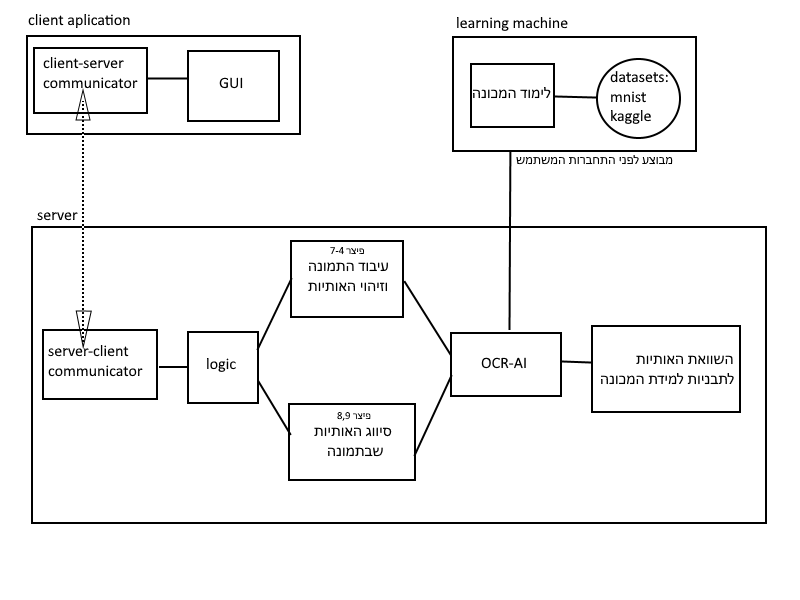 client aplication
client-server
communicator
GUI
learning machine
לימוד המכונה
datasets:
mnist
kaggle
מבוצע לפני התחברות המשתמש
server
פיצר 7-4
עיבוד התמונה
וזיהוי האותיות
server-client
communicator
logic
OCR-AI
השוואת האותיות
לתבניות למידת המכונה
פיצר 8,9
סיווג האותיות
שבתמונה